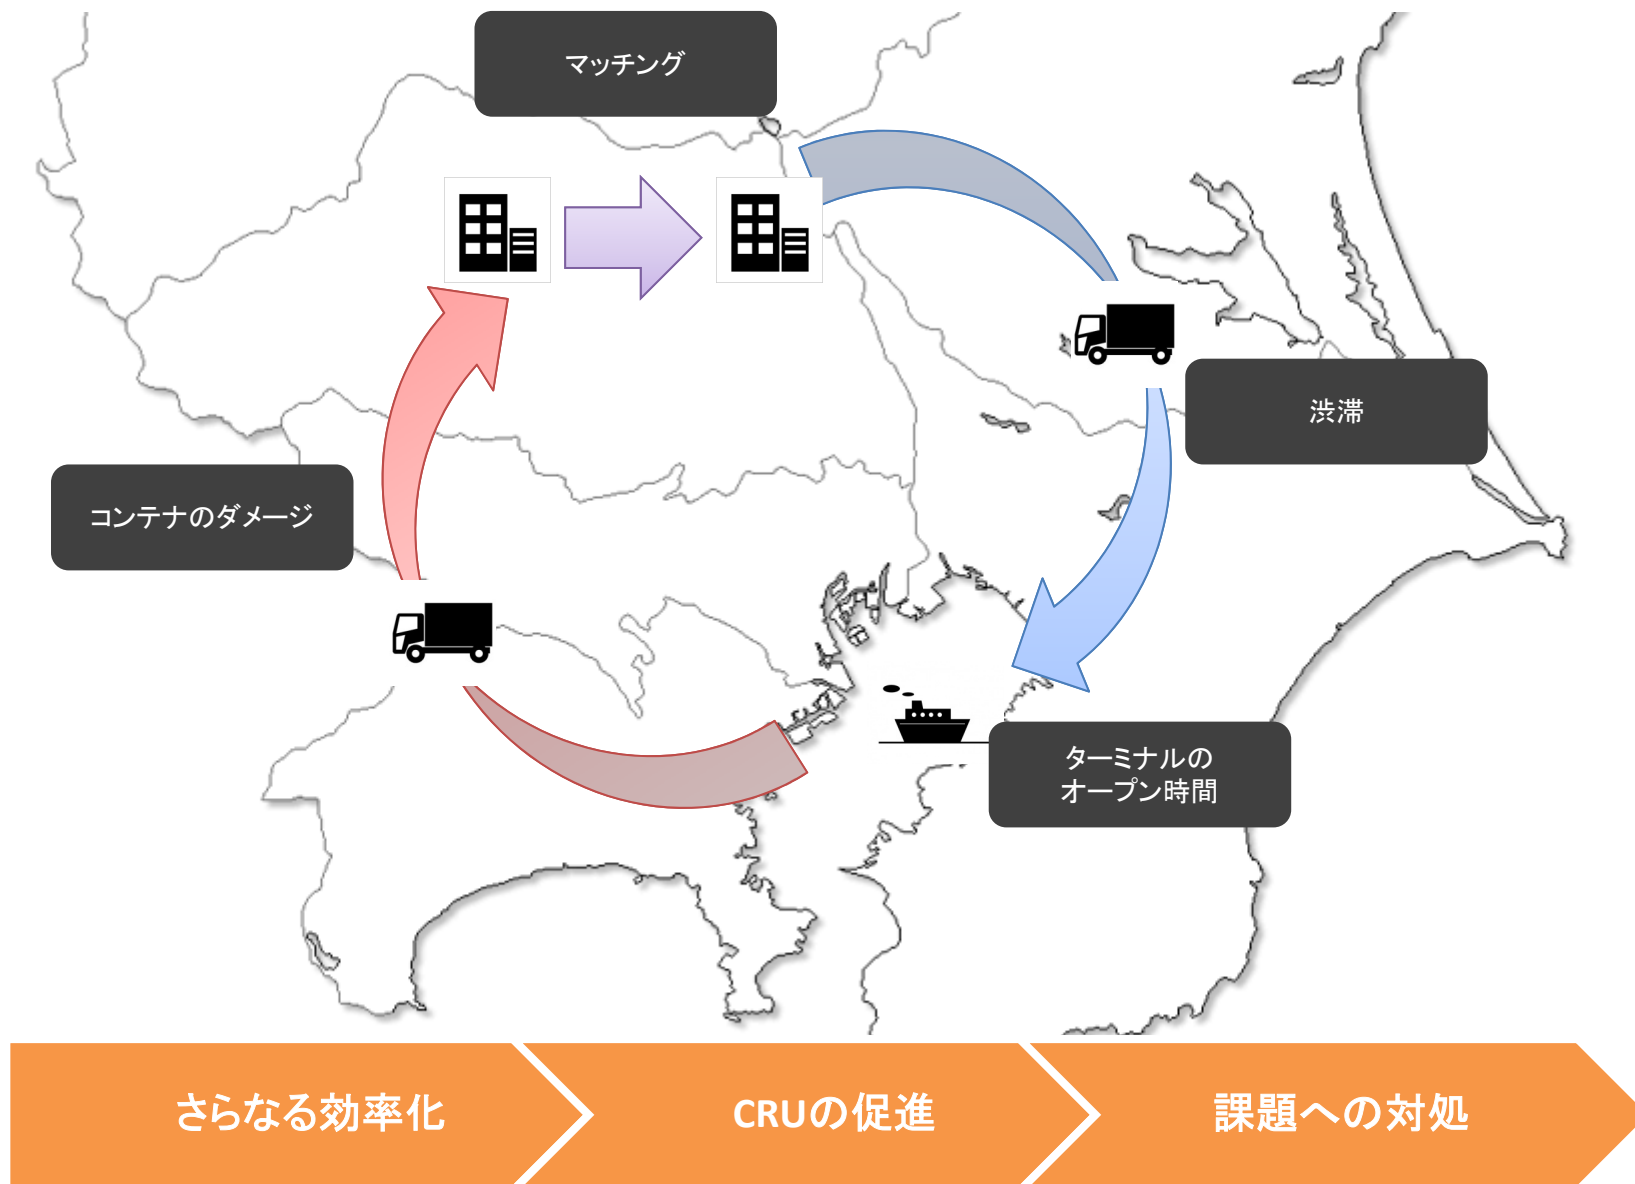 マッチング
渋滞
コンテナのダメージ
ターミナルの
オープン時間
さらなる効率化
CRUの促進
課題への対処